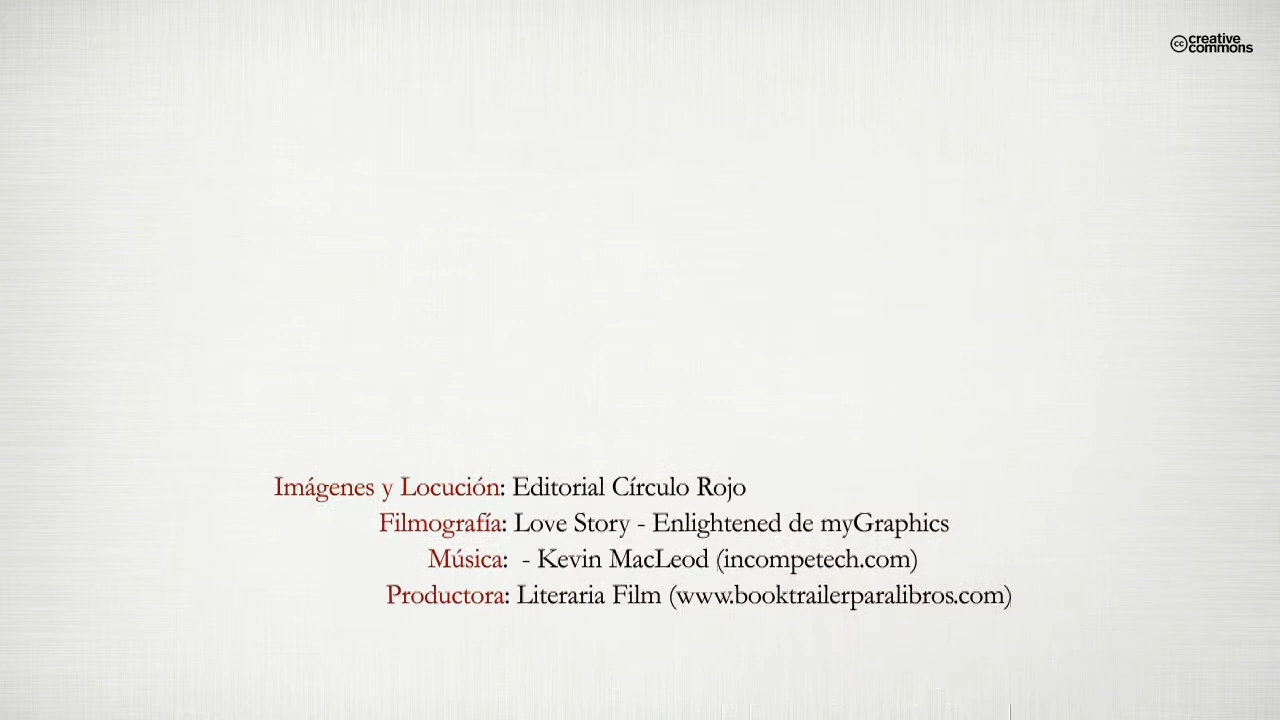 cc creative
commons
Imágenes y Locución: Editorial Círculo Rojo
Filmografía: Love Story - Enlightened de myGraphics
Música:  - Kevin MacLeod (incompetech.com)
Productora: Literaria Film (www.booktrailerparalibros.com)